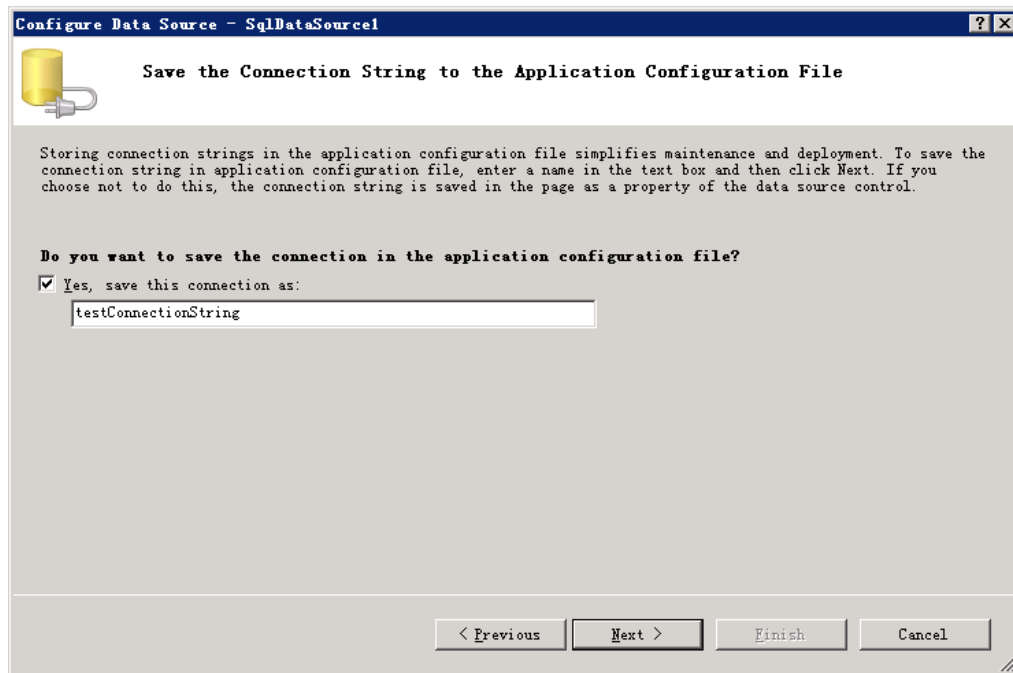 Configure Data Source - SqlDataSource1
Save the Connection String to the Application Configuration File
Storing connection strings in the application configuration file simplifies maintenance and deployment. To save the
connection string in application configuration file, enter a name in the text box and then click Next. If you
choose not to do this, the connection string is saved in the page as a property of the data source control.
Do you want to save the connection in the application configuration file?
Yes, save this connection as:
testConnectionString
< Previous
Next >
Finish
Cancel